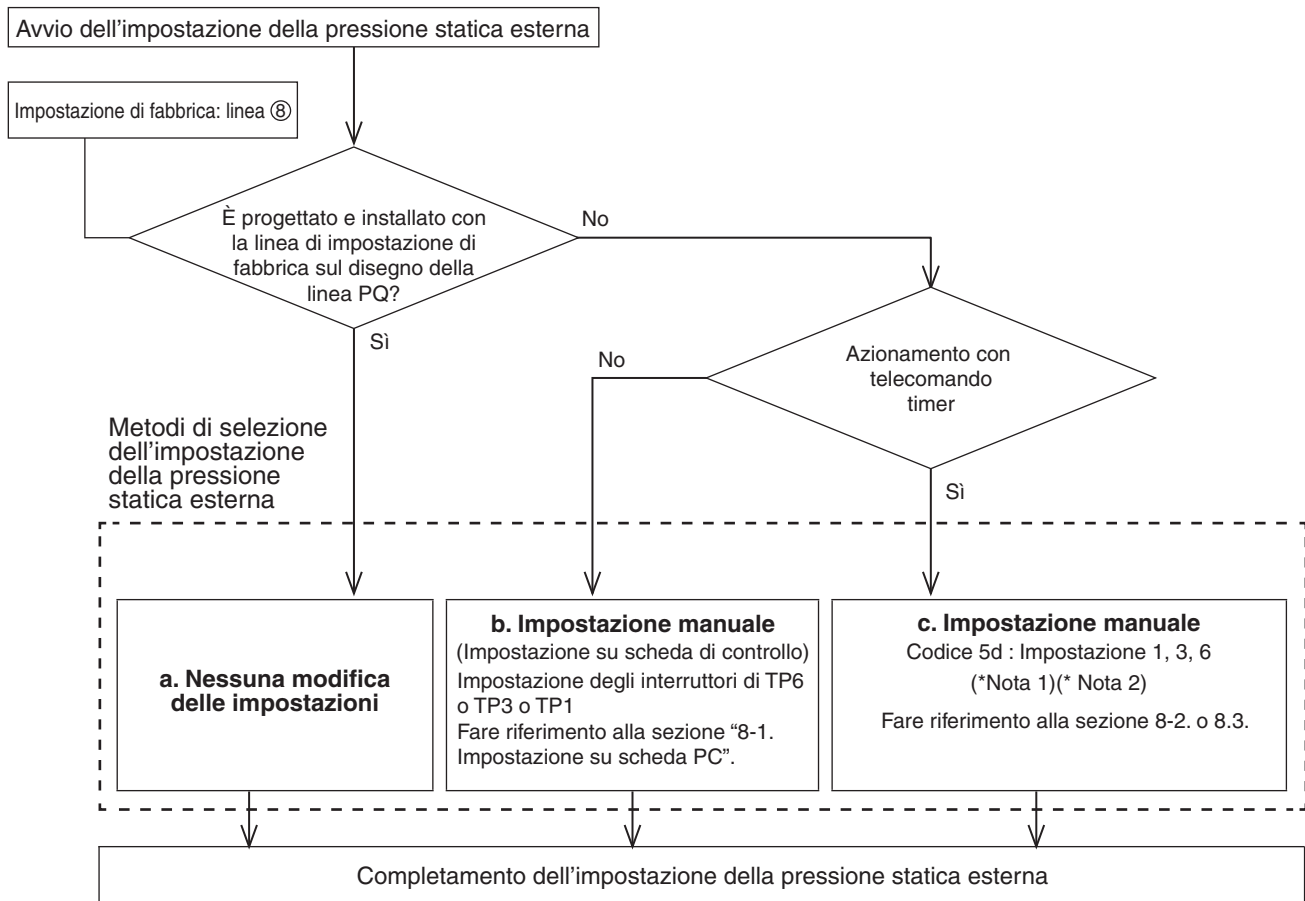 Avvio dell'impostazione della pressione statica esterna
Impostazione di fabbrica: linea ⑧
È progettato e installato con
la linea di impostazione di
fabbrica sul disegno della
linea PQ?
No
Sì
Azionamento con
telecomando
timer
No
Sì
Metodi di selezione
dell'impostazione
della pressione
statica esterna
a. Nessuna modifica
delle impostazioni
b. Impostazione manuale
(Impostazione su scheda di controllo)
Impostazione degli interruttori di TP6
o TP3 o TP1
Fare riferimento alla sezione “8-1.
Impostazione su scheda PC”.
c. Impostazione manuale
Codice 5d : Impostazione 1, 3, 6
(*Nota 1)(* Nota 2)
Fare riferimento alla sezione 8-2. o 8.3.
Completamento dell'impostazione della pressione statica esterna